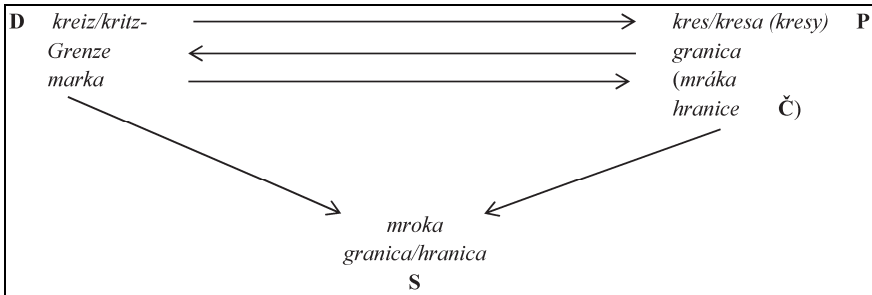 D kreiz/kritz- kres/kresa (kresy) P
Grenze granica
marka (mráka
hranice Č)
mroka
granica/hranica
S